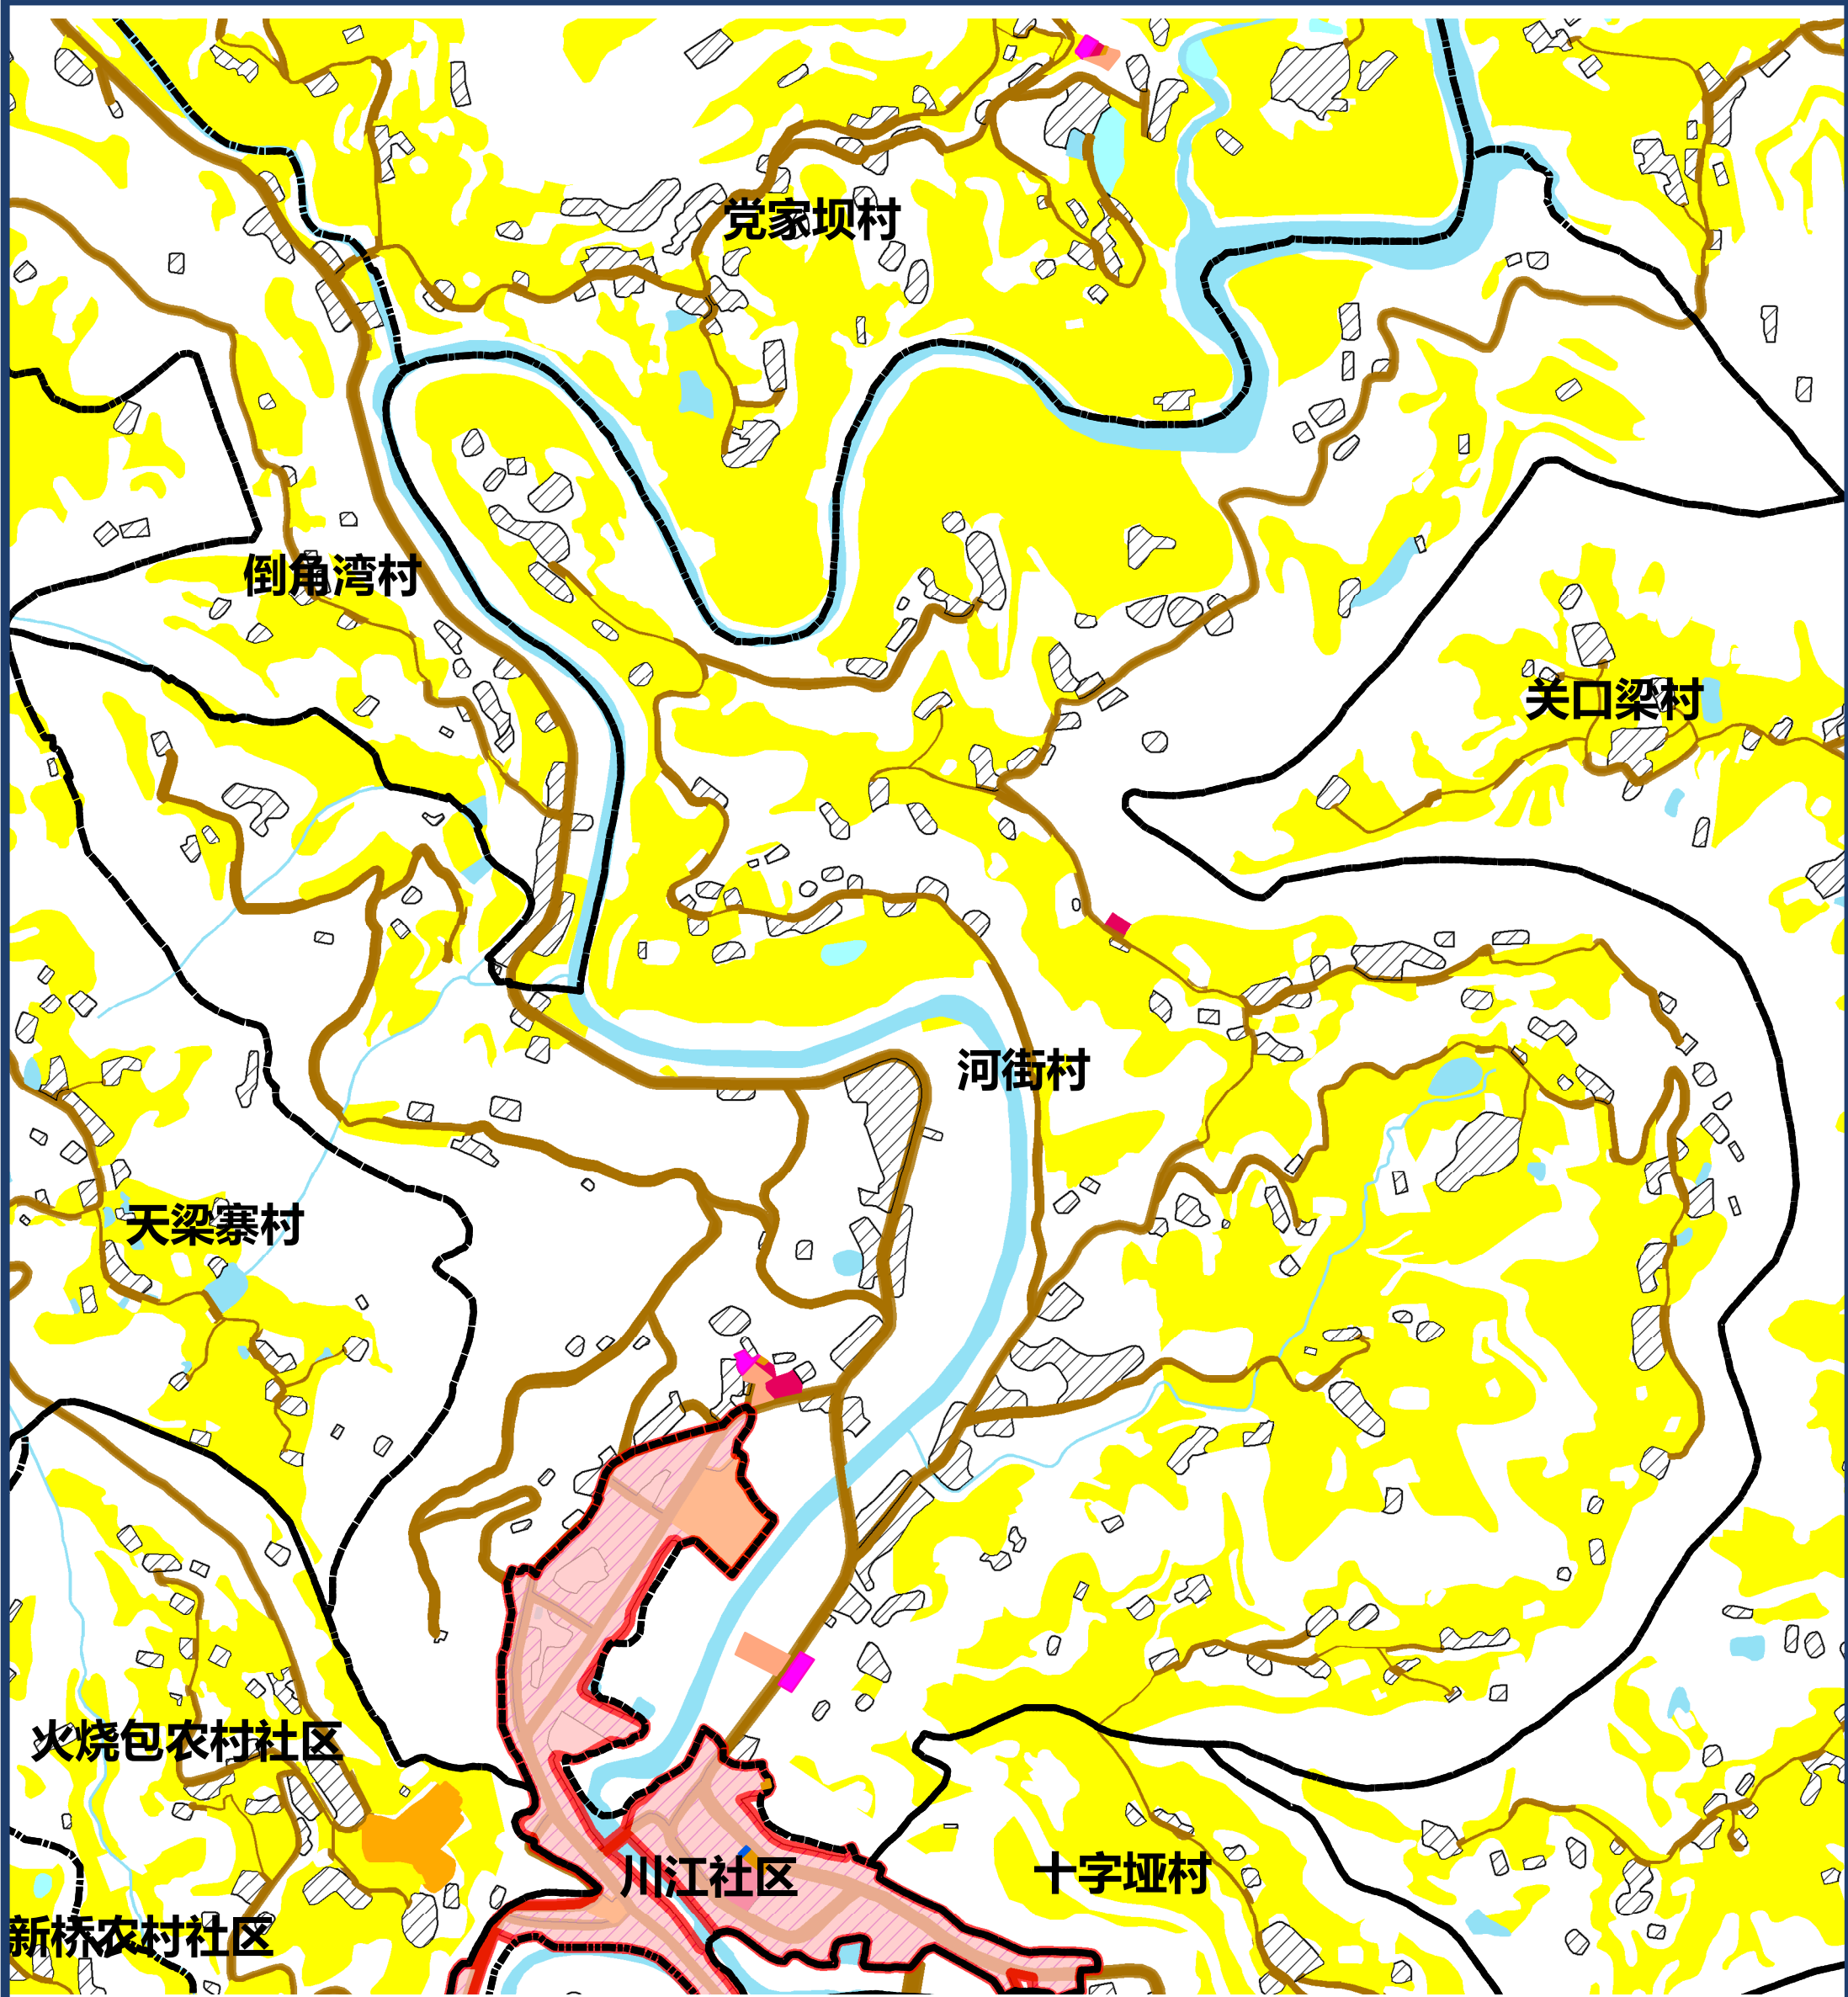 党家坝村
倒角湾村
关口梁村
河街村
天梁寨村
火烧包农村社区
川江社区
十字垭村
新桥农村社区